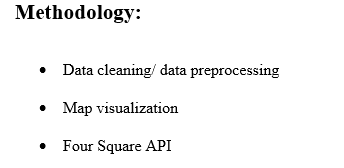 Methodology:
• Data cleaning/ data preprocessing
• Map visualization
• Four Square API